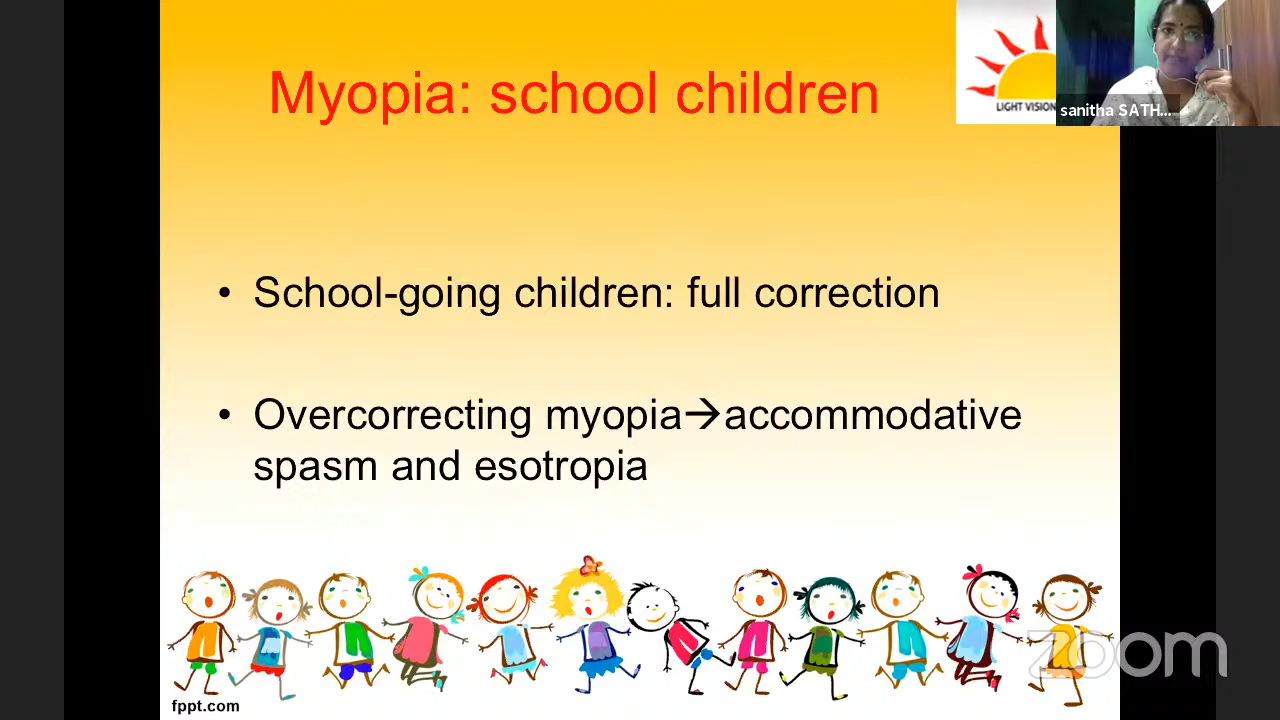 Myopia: school children
LIGHT VISION
sanitha SATH...
• School-going children: full correction
• Overcorrecting myopia→accommodative
spasm and esotropia
zoom
fppt.com